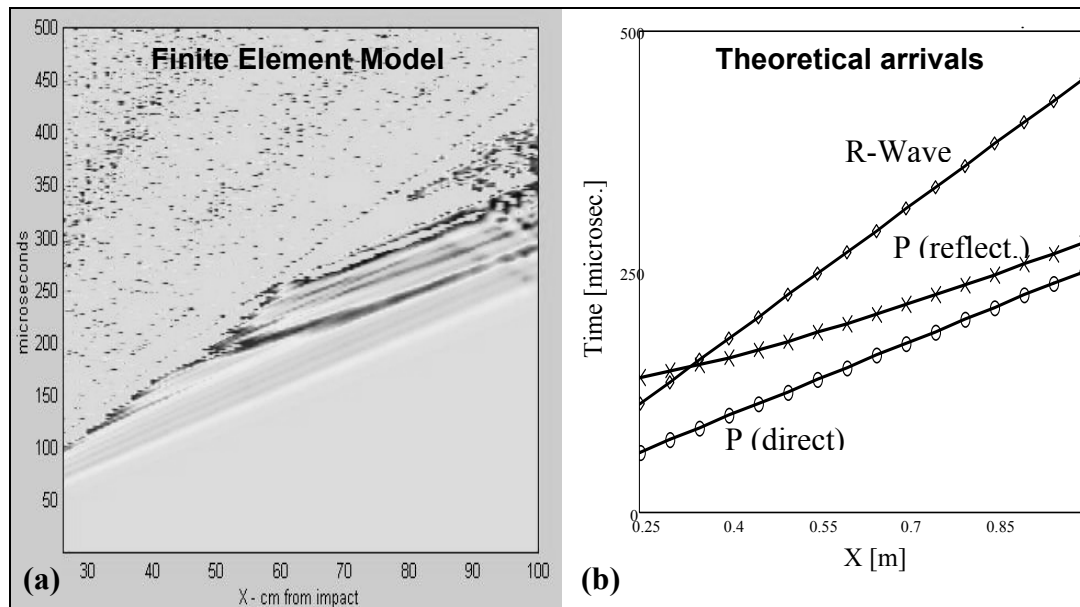 Finite Element Model
500
450
400
350
300
250
200
150
100
50
microseconds
30 40 50 60 70 80 90 100
X - cm from impact
(a)
Theoretical arrivals
500
250
0
Time [microsec.]
R-Wave
P (reflect.)
P (direct)
0.25 0.4 0.55 0.7 0.85
X [m]
(b)